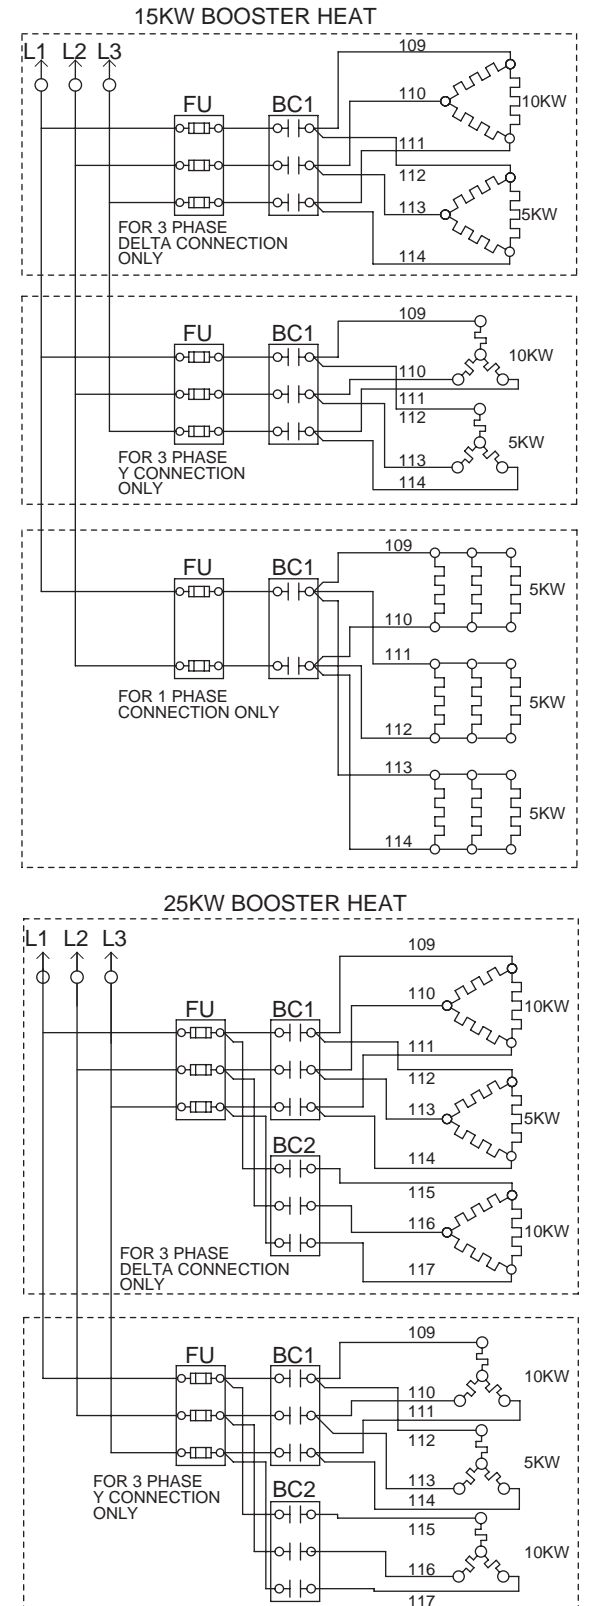 15KW BOOSTER HEAT
L1 L2 L3
109
FU BC1
110
10KW
111
112
113
5KW
FOR 3 PHASE
DELTA CONNECTION
ONLY
114
109
FU BC1
10KW
110
111
112
5KW
FOR 3 PHASE
Y CONNECTION
ONLY
113
114
109
FU BC1
5KW
110
111
FOR 1 PHASE
CONNECTION ONLY
5KW
112
113
5KW
114
25KW BOOSTER HEAT
L1 L2 L3
109
110
FU BC1
10KW
111
112
113
5KW
BC2
114
115
116
10KW
FOR 3 PHASE
DELTA CONNECTION
ONLY
117
109
FU BC1
10KW
110
111
112
5KW
FOR 3 PHASE
Y CONNECTION
ONLY
113
BC2
114
115
10KW
116
117